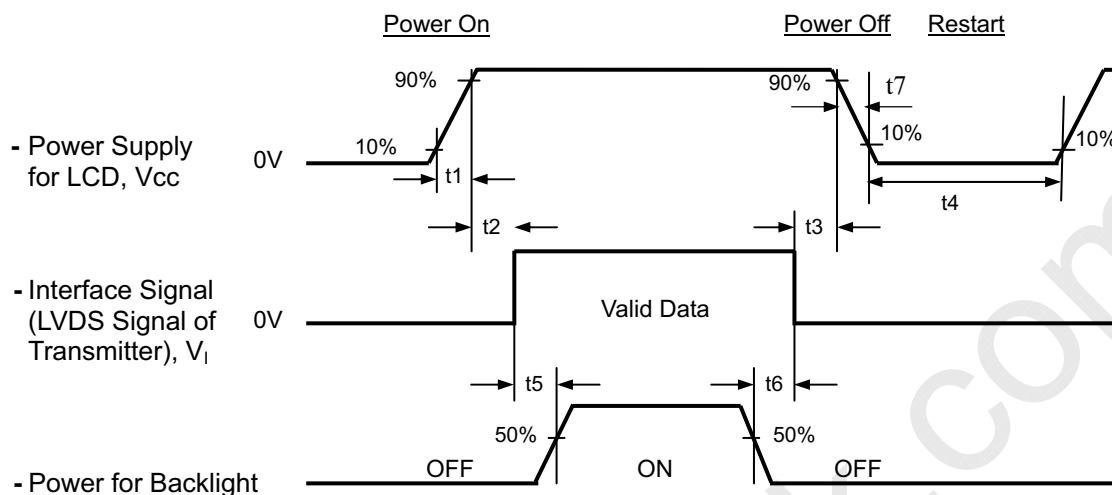 Power On
Power Off Restart
90% 90% t7
- Power Supply
for LCD, Vcc
0V 10% t1 10% 10%
t4
t2 t3
- Interface Signal
(LVDS Signal of
Transmitter), VI
0V Valid Data
t5 t6
50% 50%
- Power for Backlight
OFF ON OFF